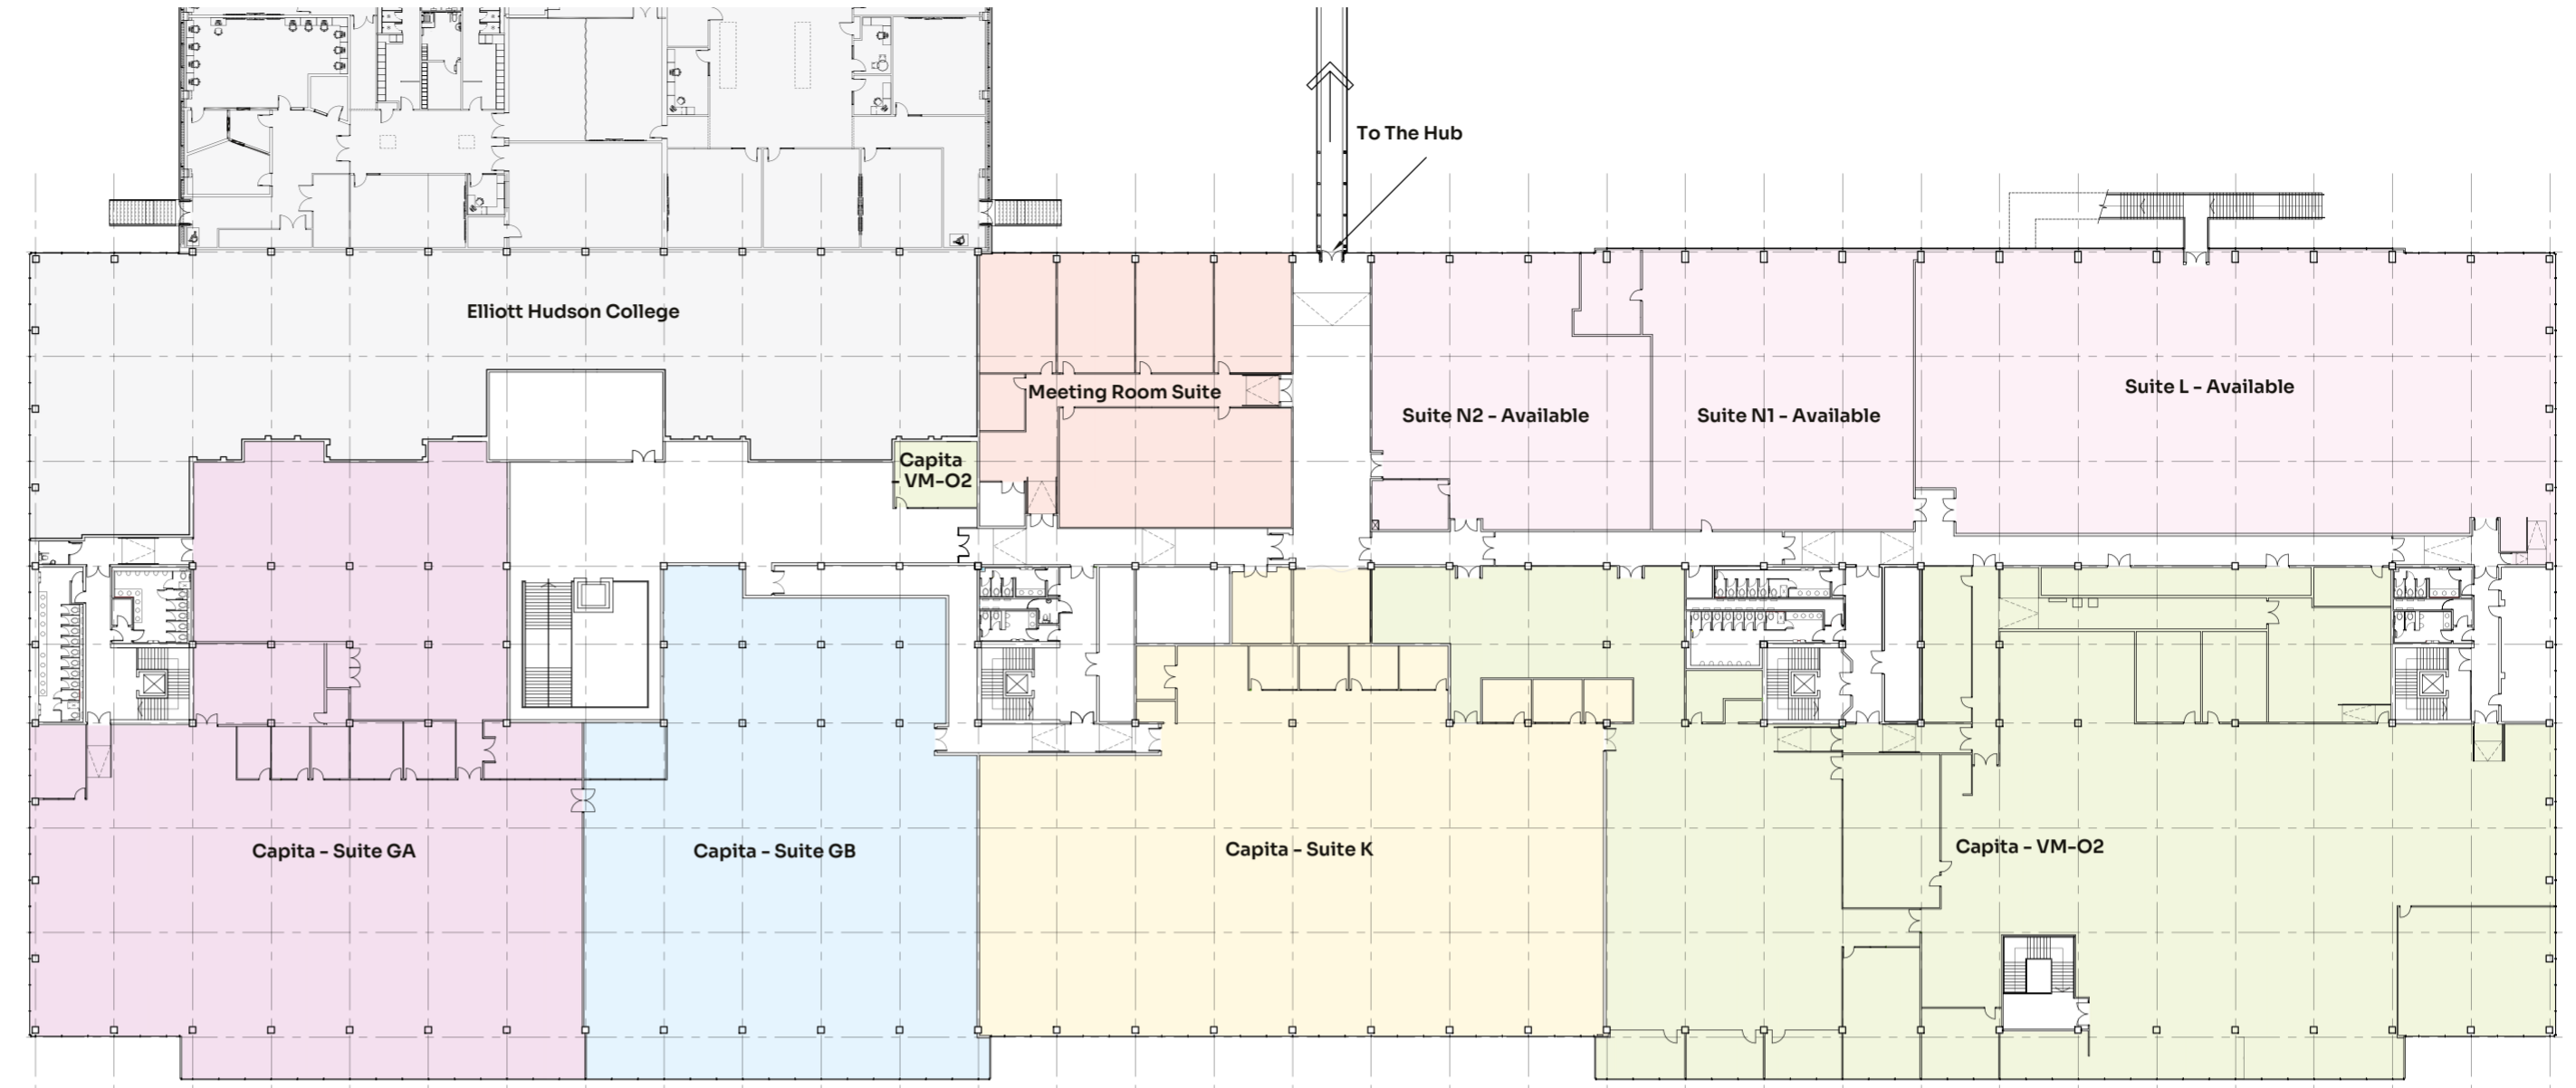 To The Hub
Elliott Hudson College
Meeting Room Suite
Suite N2 - Available
Suite N1 - Available
Suite L - Available
Capita
- VM-O2
Capita - Suite GA
Capita - Suite GB
Capita - Suite K
Capita - VM-O2